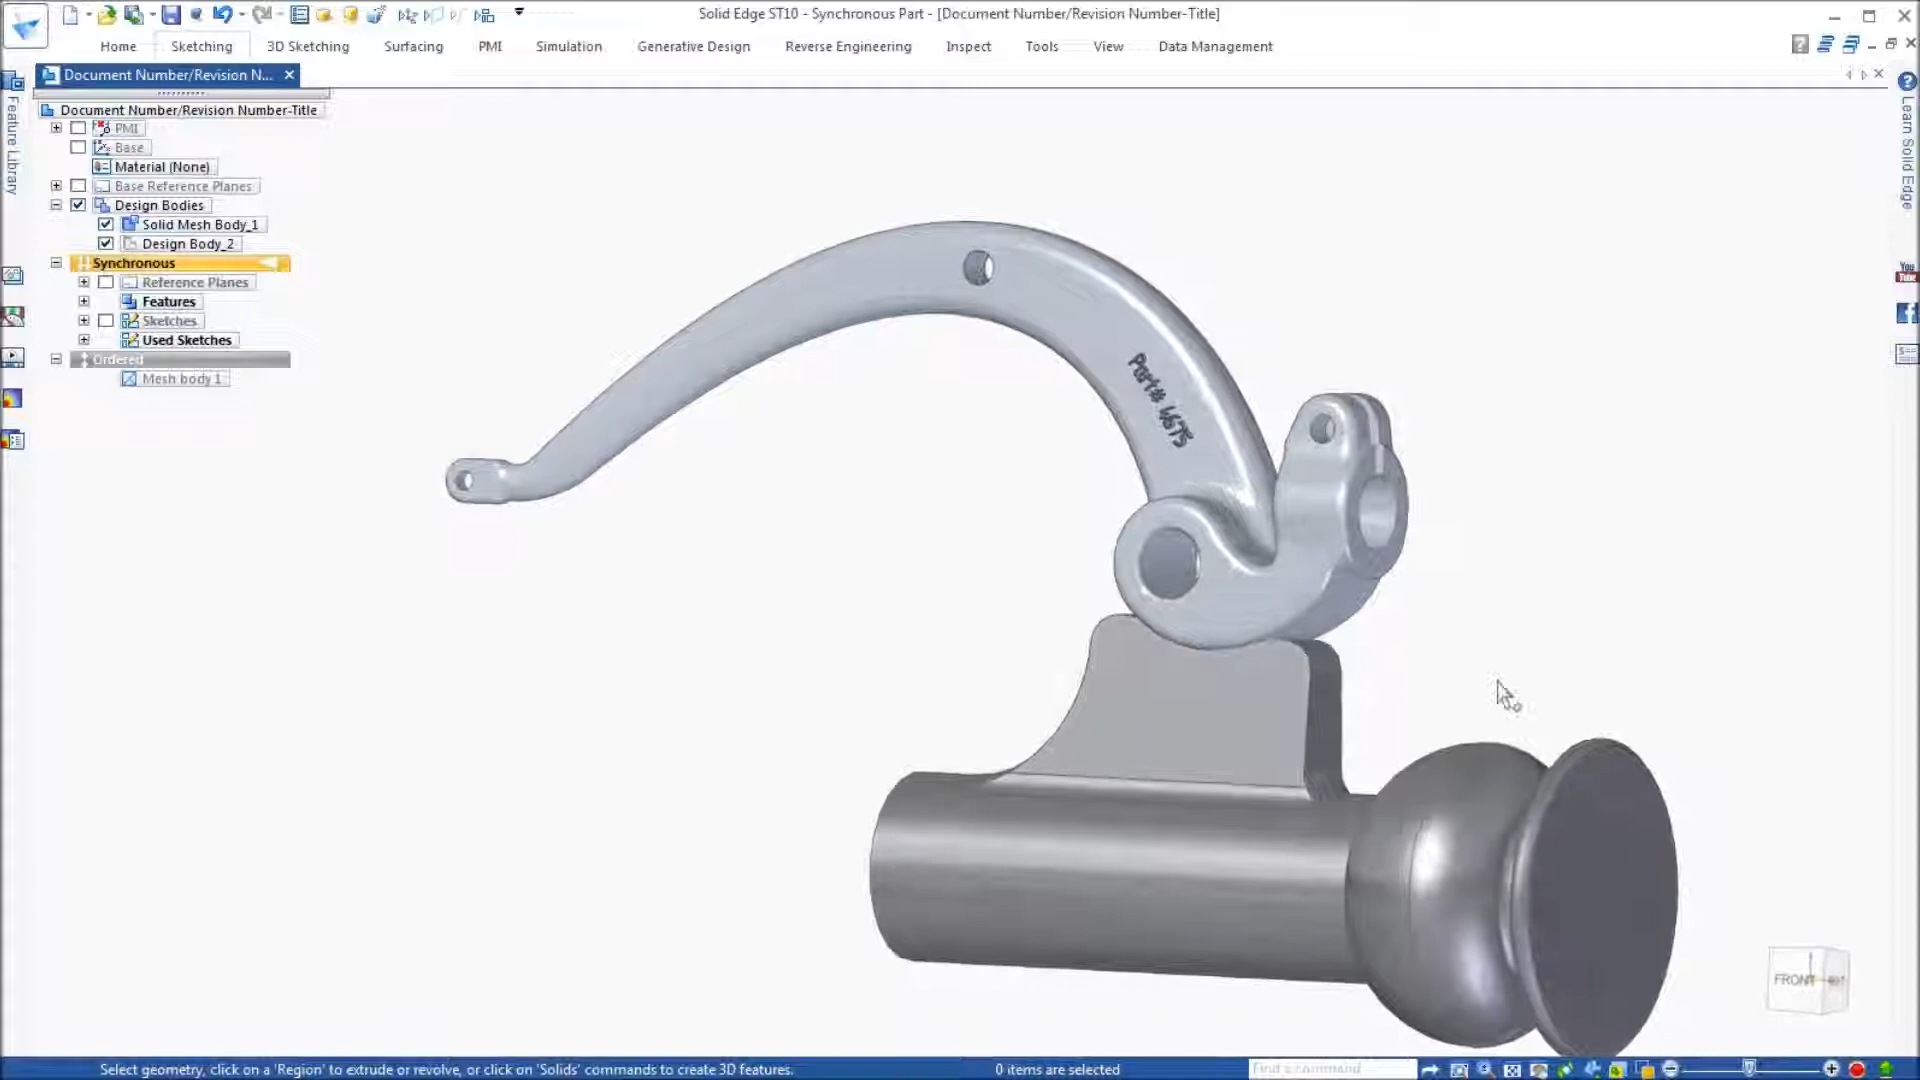 Solid Edge ST10 - Synchronous Part - [Document Number/Revision Number-Title]
Home Sketching 3D Sketching Surfacing PMI Simulation Generative Design Reverse Engineering Inspect Tools View Data Management
Document Number/Revision N...
Document Number/Revision Number-Title
PMI
Base
Material (None)
Base Reference Planes
Design Bodies
Solid Mesh Body_1
Design Body_2
Synchronous
Reference Planes
Features
Sketches
Used Sketches
Ordered
Mesh body 1
Feature Library
Learn Solid Edge
You
Part# 4675
FRONT
Select geometry, click on a 'Region' to extrude or revolve, or click on 'Solids' commands to create 3D features.
0 items are selected
Find a command